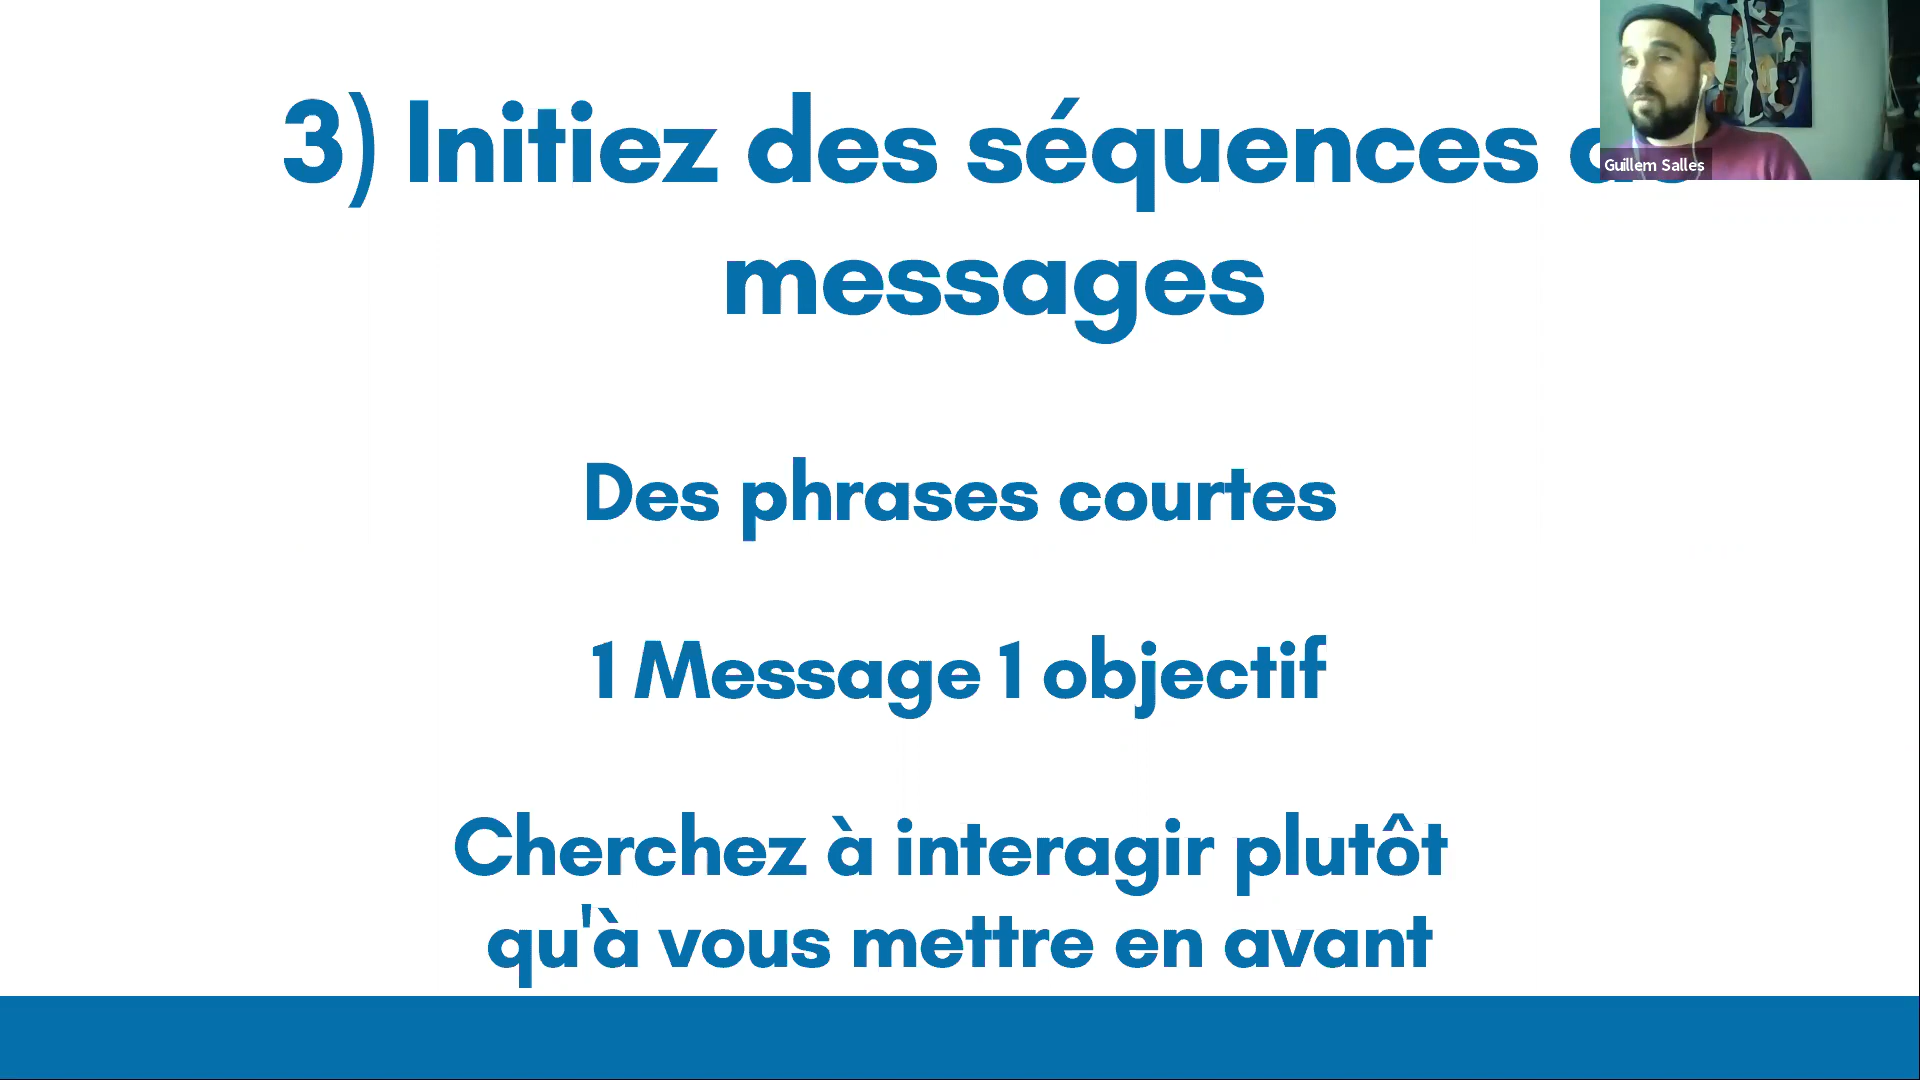 3) Initiez des séquences
messages
Des phrases courtes
1 Message 1 objectif
Cherchez à interagir plutôt
qu'à vous mettre en avant
Guillem Salles